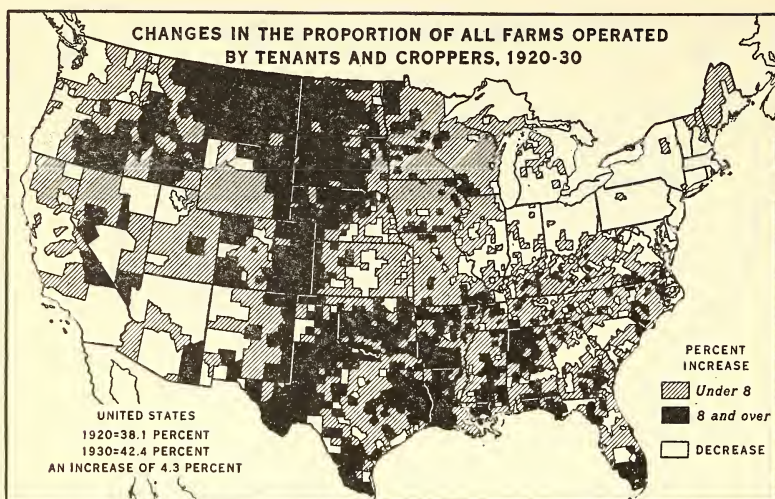 CHANGES IN THE PROPORTION OF ALL FARMS OPERATED
BY TENANTS AND CROPPERS, 1920-30
UNITED STATES
1920=38.1 PERCENT
1930=42.4 PERCENT
AN INCREASE OF 4.3 PERCENT
PERCENT
INCREASE
Under 8
8 and over
DECREASE